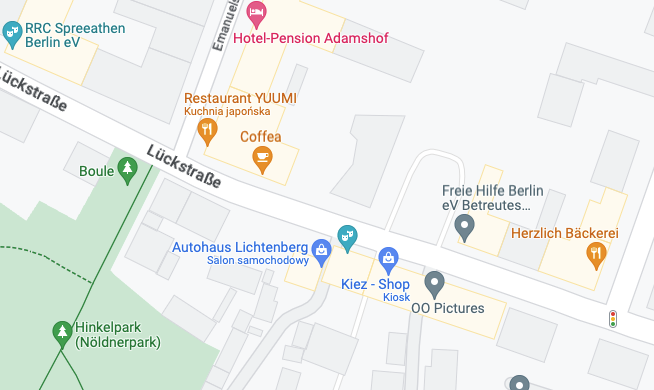 RRC Spreeathen
Berlin eV
Emanuels
Hotel-Pension Adamshof
Lückstraße
Restaurant YUUMI
Kuchnia japońska
Coffea
Lückstraße
Boule
Freie Hilfe Berlin
eV Betreutes...
Herzlich Bäckerei
Autohaus Lichtenberg
Salon samochodowy
Kiez - Shop
Kiosk
OO Pictures
Hinkelpark
(Nöldnerpark)